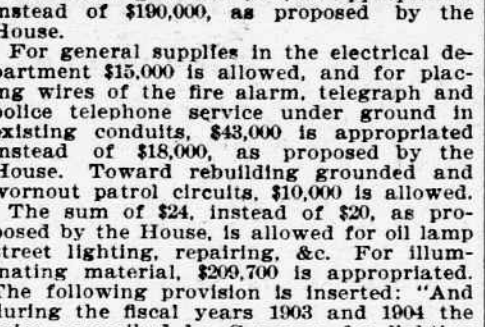 nstead of $190,000, as proposed by the
House.
For general supplies in the electrical de-
partment $15,000 is allowed, and for plac-
ng wires of the fire alarm, telegraph and
police telephone service under ground in
existing conduits, $43,000 is appropriated
nstead of $18,000, as proposed by the
House. Toward rebuilding grounded and
wornout patrol circuits, $10,000 is allowed.
The sum of $24, instead of $20, as pro-
posed by the House, is allowed for oil lamp
street lighting, repairing, &c. For illum-
nating material, $209,700 is appropriated.
The following provision is inserted: "And
during the fiscal years 1903 and 1904 the